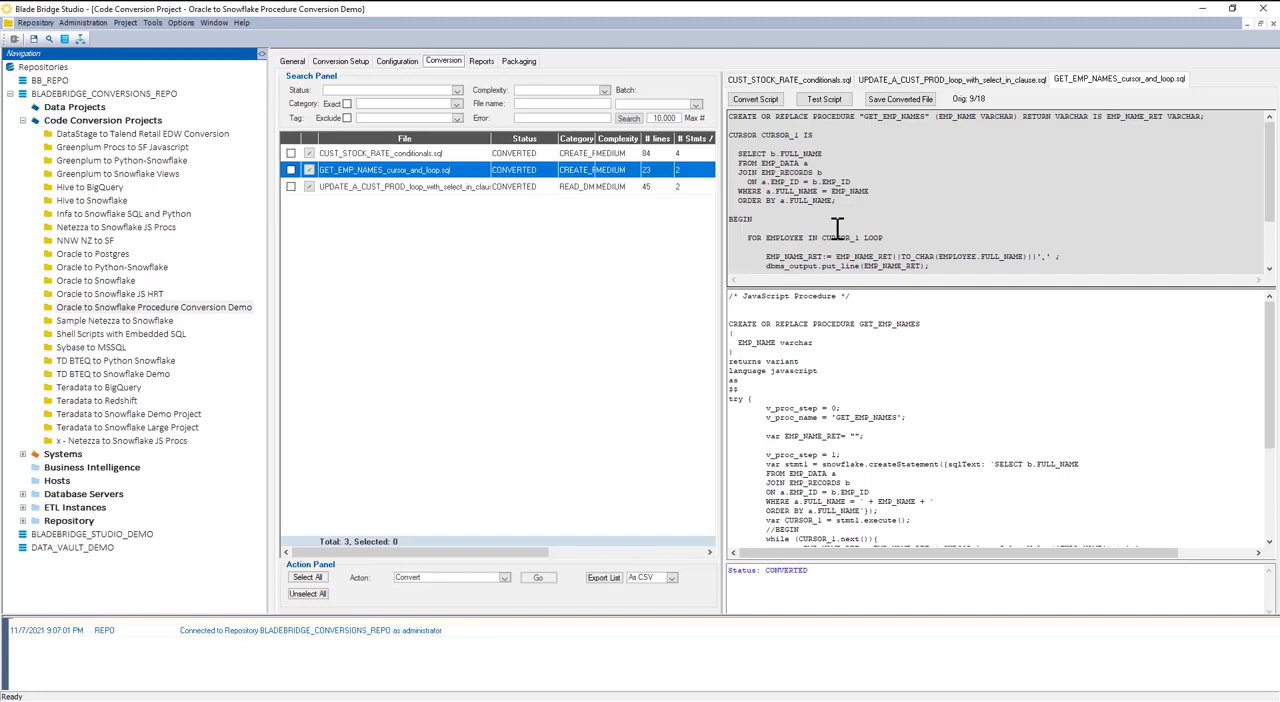 Blade Bridge Studio - [Code Conversion Project - Oracle to Snowflake Procedure Conversion Demo]
Repository Administration Project Tools Options Window Help
Navigation
Repositories
BB_REPO
BLADEBRIDGE_CONVERSIONS_REPO
Data Projects
Code Conversion Projects
DataStage to Talend Retail EDW Conversion
Greenplum Procs to SF Javascript
Greenplum to Python-Snowflake
Greenplum to Snowflake Views
Hive to BigQuery
Hive to Snowflake
Infa to Snowflake SQL and Python
Netezza to Snowflake JS Procs
NNW NZ to SF
Oracle to Postgres
Oracle to Python-Snowflake
Oracle to Snowflake
Oracle to Snowflake JS HRT
Oracle to Snowflake Procedure Conversion Demo
Sample Netezza to Snowflake
Shell Scripts with Embedded SQL
Sybase to MSSQL
TD BTEQ to Python Snowflake
TD BTEQ to Snowflake Demo
Teradata to BigQuery
Teradata to Redshift
Teradata to Snowflake Demo Project
Teradata to Snowflake Large Project
x - Netezza to Snowflake JS Procs
Systems
Business Intelligence
Hosts
Database Servers
ETL Instances
Repository
BLADEBRIDGE_STUDIO_DEMO
DATA_VAULT_DEMO
General Conversion Setup Configuration Conversion Reports Packaging
Search Panel
Status: Complexity: Batch:
Category: Exact File name:
Tag: Exclude Error: Search 10,000 Max #
File Status Category Complexity # lines # Stmts /
CUST_STOCK_RATE_conditionals.sql CONVERTED CREATE_F MEDIUM 84 4
GET_EMP_NAMES_cursor_and_loop.sql CONVERTED CREATE_F MEDIUM 23 2
UPDATE_A_CUST_PROD_loop_with_select_in_claus CONVERTED READ_DM MEDIUM 45 2
Total: 3, Selected: 0
Action Panel
Select All Acton: Convert Go Export List As CSV
Unselect All
CUST_STOCK_RATE_conditionals.sql UPDATE_A_CUST_PROD_loop_with_select_in_clause.sql GET_EMP_NAMES_cursor_and_loop.sql
Convert Script Test Script Save Converted File Orig: 9/18
CREATE OR REPLACE PROCEDURE "GET_EMP_NAMES" (EMP_NAME VARCHAR) RETURN VARCHAR IS EMP_NAME_RET VARCHAR;
CURSOR CURSOR_1 IS
SELECT b.FULL_NAME
FROM EMP_DATA a
JOIN EMP_RECORDS b
ON a.EMP_ID = b.EMP_ID
WHERE a.FULL_NAME = EMP_NAME
ORDER BY a.FULL_NAME;
BEGIN
FOR EMPLOYEE IN CURSOR_1 LOOP
EMP_NAME_RET:= EMP_NAME_RET||TO_CHAR(EMPLOYEE.FULL_NAME)||',' ;
dbms_output.put_line(EMP_NAME_RET);
/* JavaScript Procedure */
CREATE OR REPLACE PROCEDURE GET_EMP_NAMES
(
EMP_NAME varchar
)
returns variant
language javascript
as
$$
try {
v_proc_step = 0;
v_proc_name = 'GET_EMP_NAMES';
var EMP_NAME_RET= "";
v_proc_step = 1;
var stmt1 = snowflake.createStatement({sqlText: `SELECT b.FULL_NAME
FROM EMP_DATA a
JOIN EMP_RECORDS b
ON a.EMP_ID = b.EMP_ID
WHERE a.FULL_NAME = ` + EMP_NAME + `
ORDER BY a.FULL_NAME`});
var CURSOR_1 = stmt1.execute();
//BEGIN
while (CURSOR_1.next()){
Status: CONVERTED
11/7/2021 9:07:01 PM REPO Connected to Repository BLADEBRIDGE_CONVERSIONS_REPO as administrator
Ready